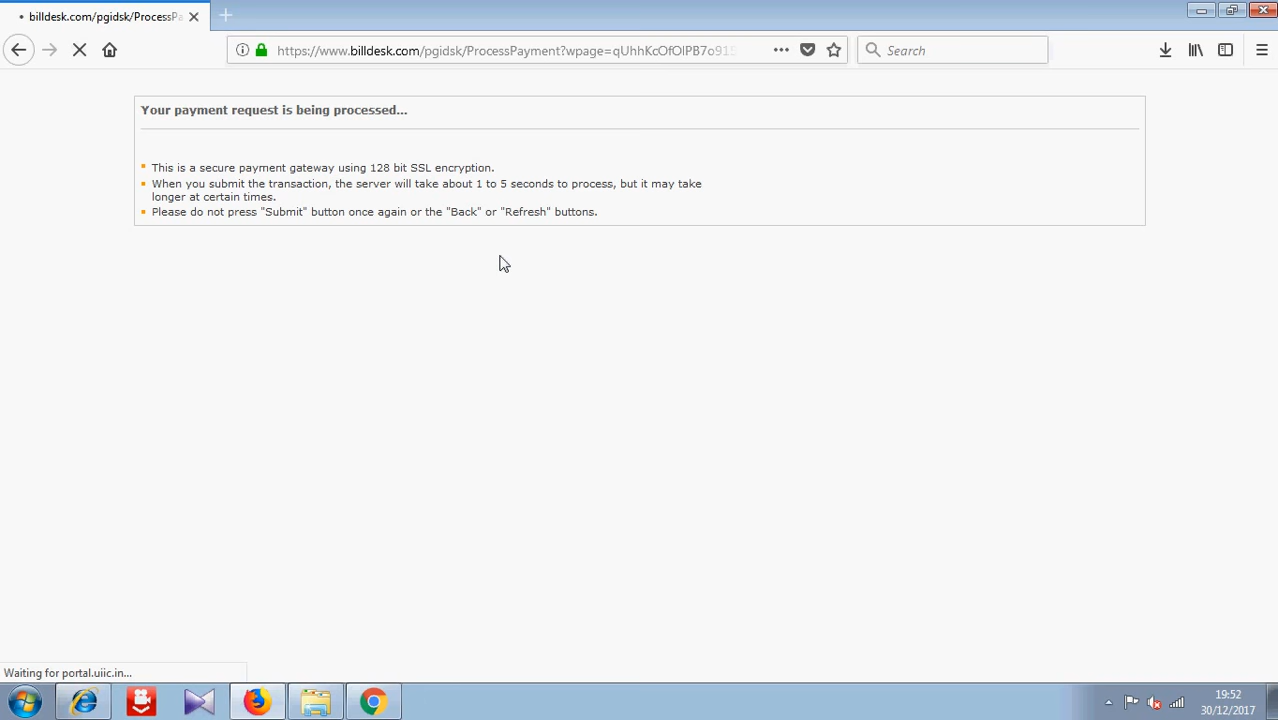 billdesk.com/pgidsk/ProcessPa
https://www.billdesk.com/pgidsk/ProcessPayment?wpage=qUhhKcOfOlPB7o915
Search
Your payment request is being processed...
This is a secure payment gateway using 128 bit SSL encryption.
When you submit the transaction, the server will take about 1 to 5 seconds to process, but it may take
longer at certain times.
Please do not press "Submit" button once again or the "Back" or "Refresh" buttons.
Waiting for portal.uiic.in...
19:52
30/12/2017